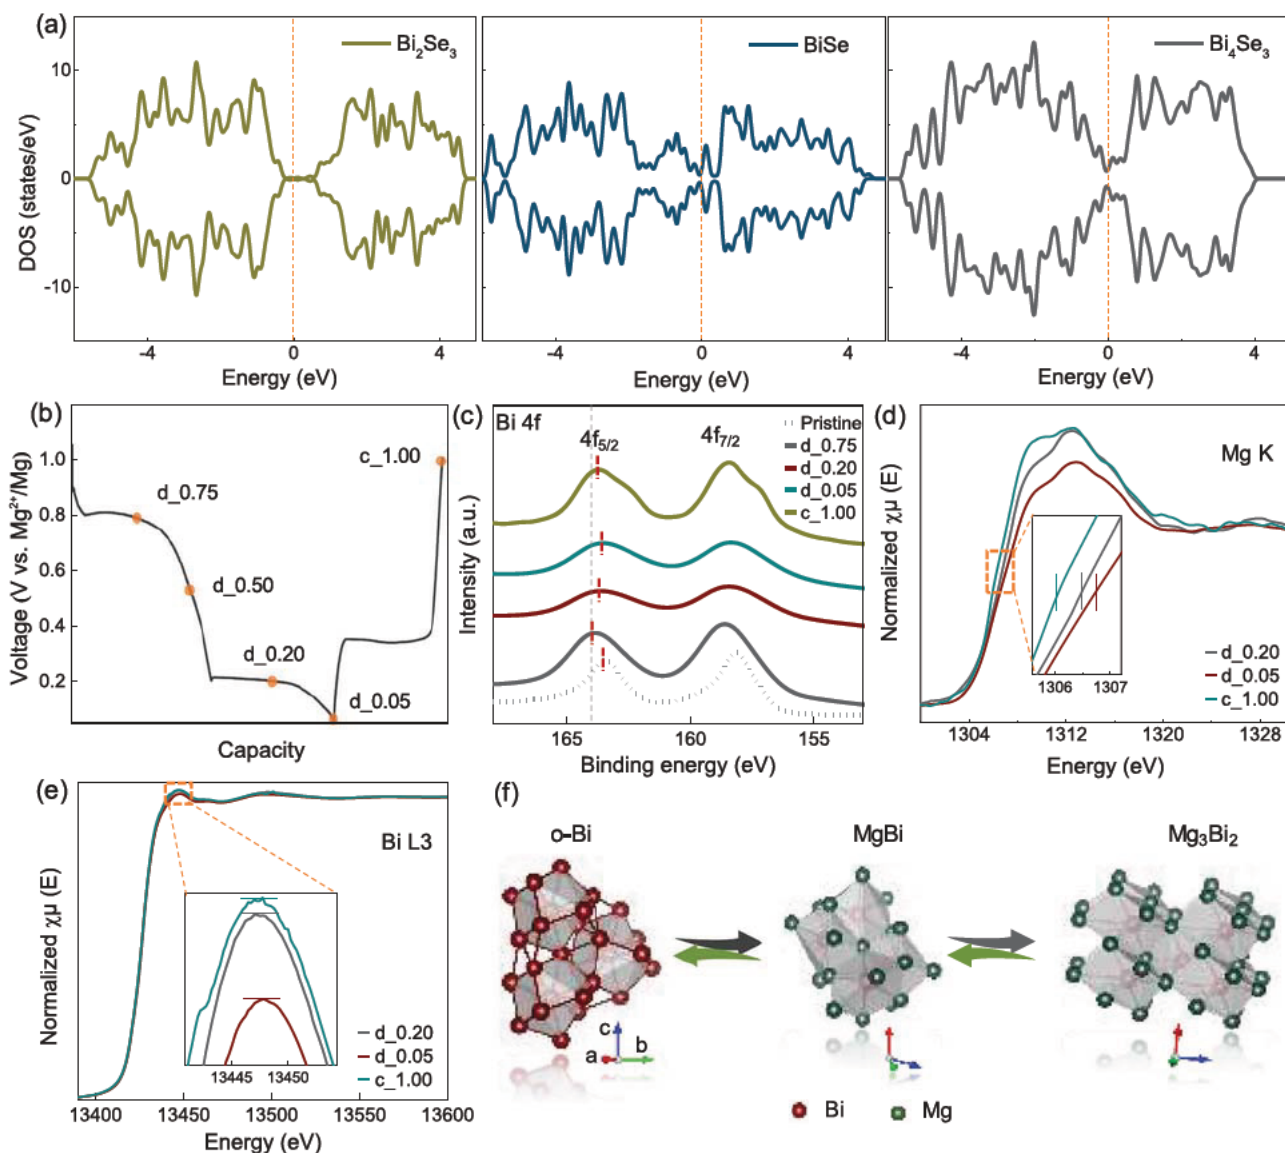 (a)
Bi₂Se₃
BiSe
Bi₄Se₃
DOS (states/eV)
10
0
-10
-4 0 4
-4 0 4
-4 0 4
Energy (eV)
Energy (eV)
Energy (eV)
(b)
Voltage (V vs. Mg²⁺/Mg)
1.0
0.8
0.6
0.4
0.2
c_1.00
d_0.75
d_0.50
d_0.20
d_0.05
Capacity
(c)
Bi 4f
4f₅/₂
4f₇/₂
Pristine
d_0.75
d_0.20
d_0.05
c_1.00
Intensity (a.u.)
165 160 155
Binding energy (eV)
(d)
Mg K
Normalized χμ (E)
1306 1307
d_0.20
d_0.05
c_1.00
1304 1312 1320 1328
Energy (eV)
(e)
Bi L3
Normalized χμ (E)
13445 13450
d_0.20
d_0.05
c_1.00
13400 13450 13500 13550 13600
Energy (eV)
(f)
o-Bi
MgBi
Mg₃Bi₂
c
a
b
Bi
Mg